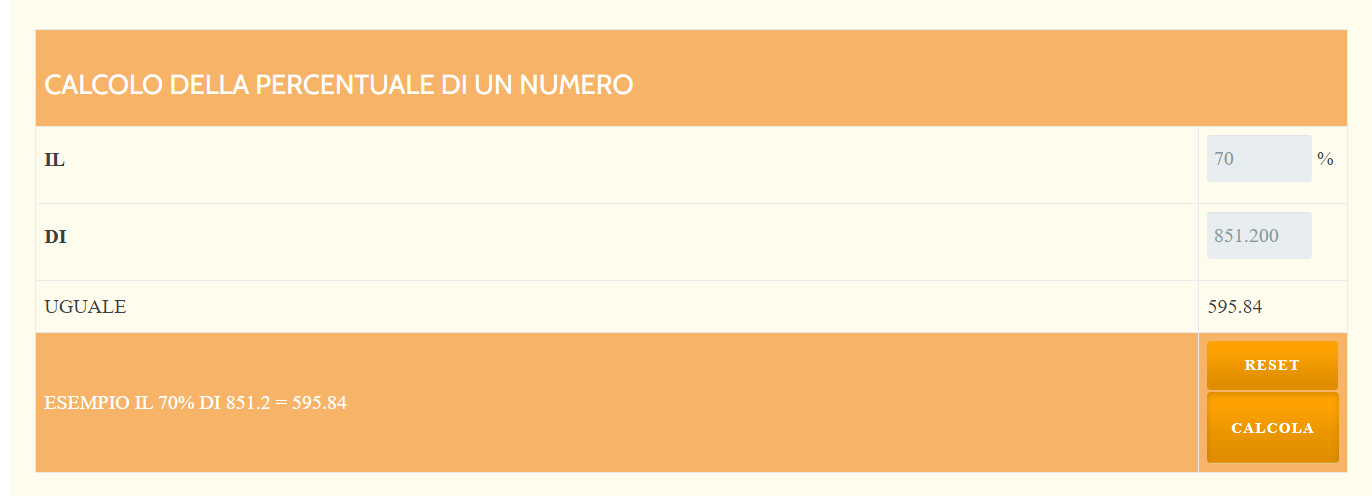 CALCOLO DELLA PERCENTUALE DI UN NUMERO
IL
70 %
DI
851.200
UGUALE
595.84
ESEMPIO IL 70% DI 851.2 = 595.84
RESET
CALCOLA